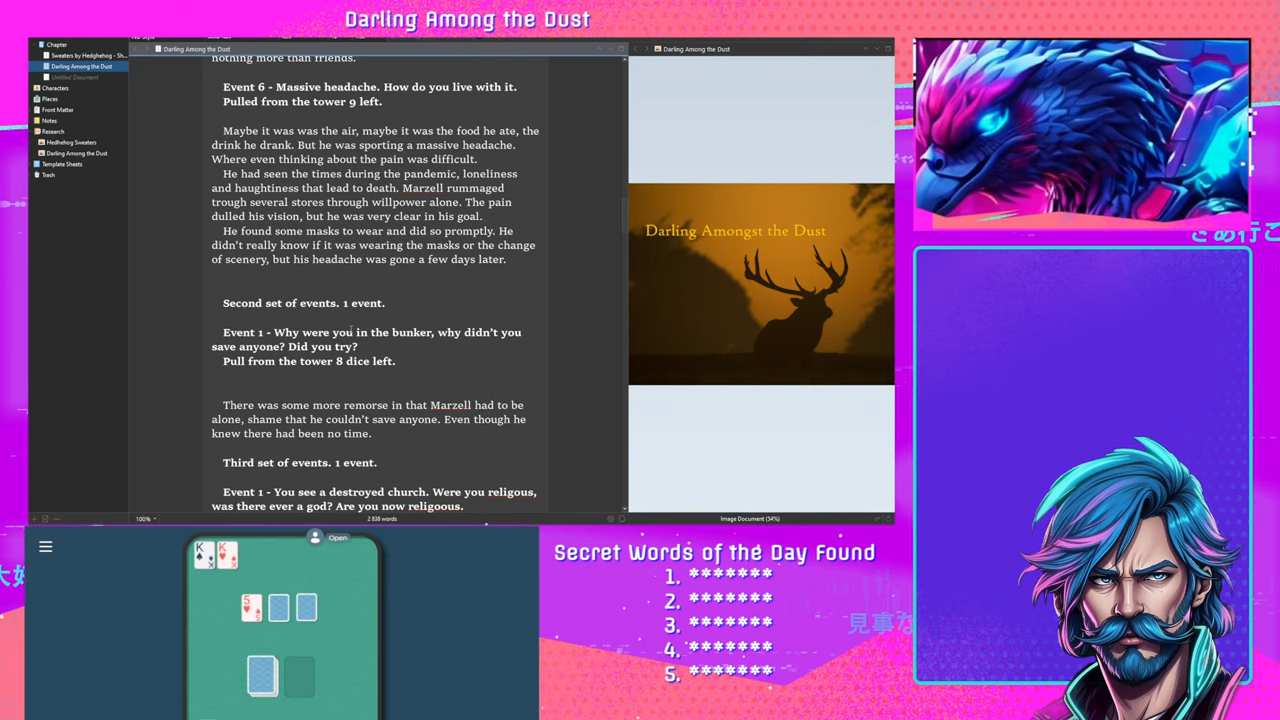 Darling Among the Dust
Chapter
Sweaters by Hedghehog - Sh...
Darling Among the Dust
Untitled Document
Characters
Places
Front Matter
Notes
Research
Hedhehog Sweaters
Darling Among the Dust
Template Sheets
Trash
Darling Among the Dust
nothing more than friends.
Event 6 - Massive headache. How do you live with it.
Pulled from the tower 9 left.
Maybe it was was the air, maybe it was the food he ate, the
drink he drank. But he was sporting a massive headache.
Where even thinking about the pain was difficult.
He had seen the times during the pandemic, loneliness
and haughtiness that lead to death. Marzell rummaged
trough several stores through willpower alone. The pain
dulled his vision, but he was very clear in his goal.
He found some masks to wear and did so promptly. He
didn't really know if it was wearing the masks or the change
of scenery, but his headache was gone a few days later.
Second set of events. 1 event.
Event 1 - Why were you in the bunker, why didn't you
save anyone? Did you try?
Pull from the tower 8 dice left.
There was some more remorse in that Marzell had to be
alone, shame that he couldn't save anyone. Even though he
knew there had been no time.
Third set of events. 1 event.
Event 1 - You see a destroyed church. Were you religous,
was there ever a god? Are you now religoous.
100%
2 838 words
Darling Among the Dust
Darling Amongst the Dust
Image Document (54%)
Open
K K
5
Secret Words of the Day Found
1. *******
2. *******
3. *******
4. *******
5. *******
見事な